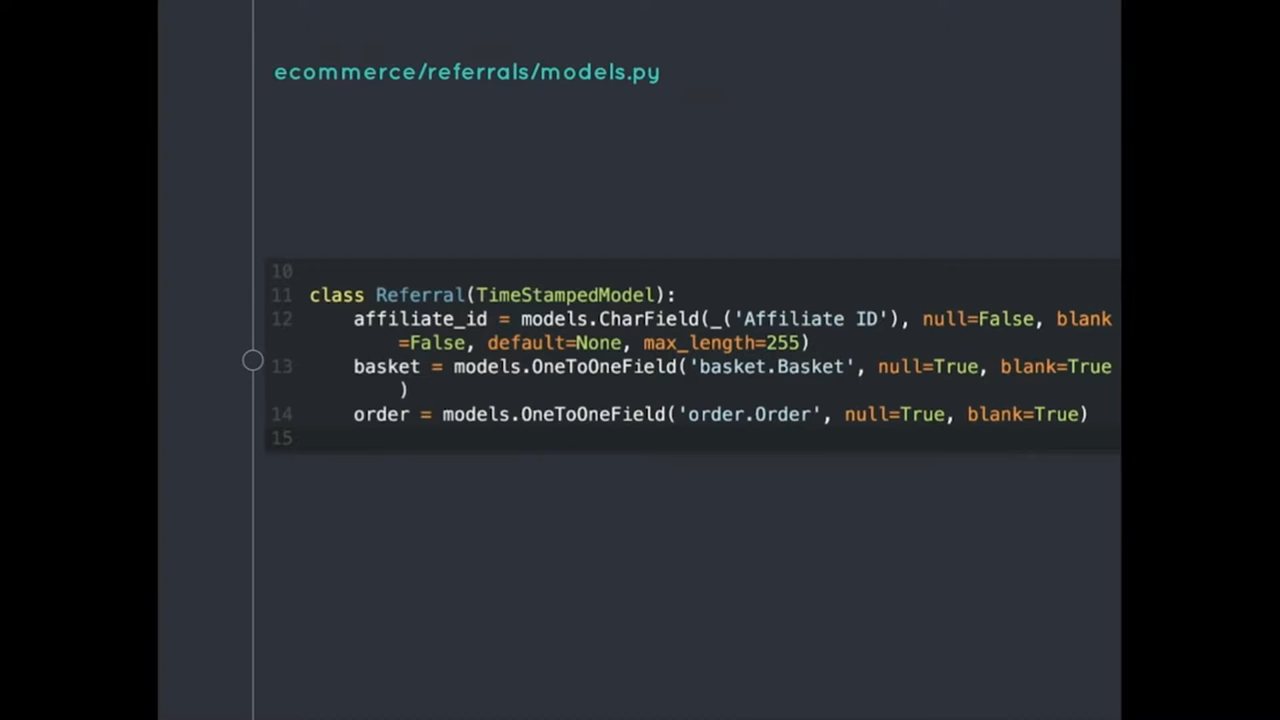 ecommerce/referrals/models.py
10
11 class Referral(TimeStampedModel):
12 affiliate_id = models.CharField(_('Affiliate ID'), null=False, blank
=False, default=None, max_length=255)
13 basket = models.OneToOneField('basket.Basket', null=True, blank=True
)
14 order = models.OneToOneField('order.Order', null=True, blank=True)
15